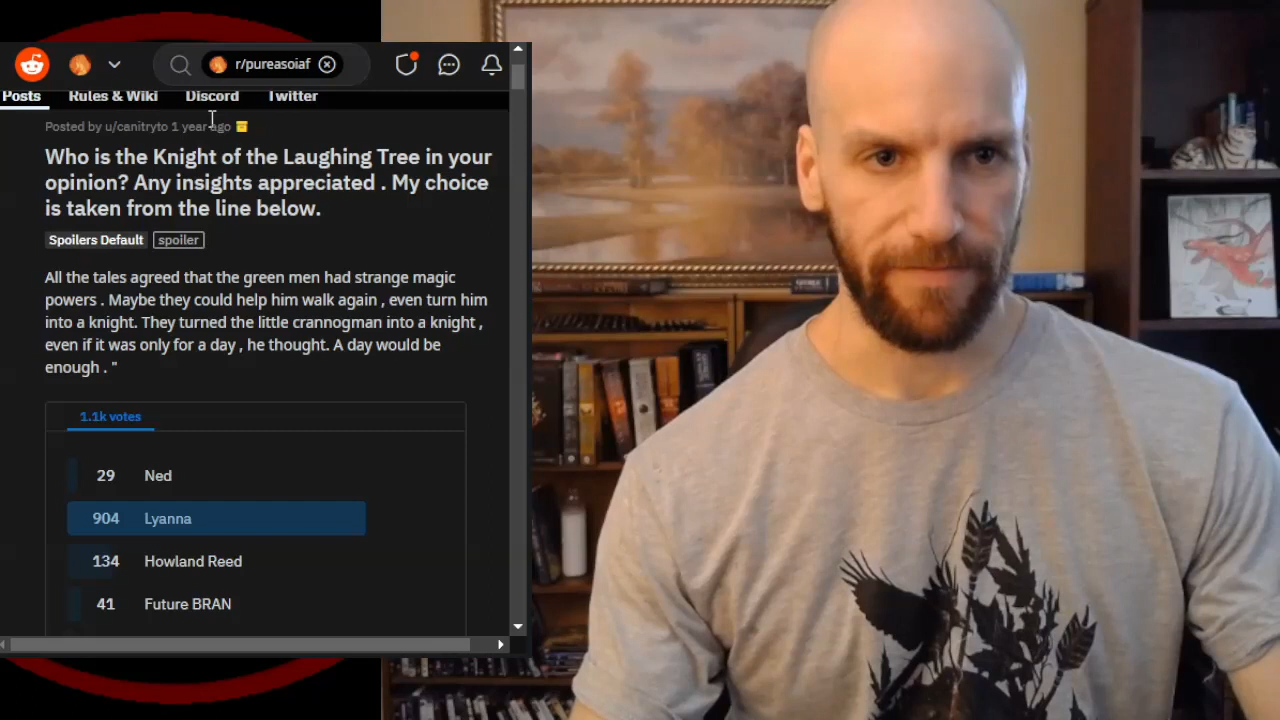 r/pureasoiaf
Posts Rules & Wiki Discord Twitter
Posted by u/canitryto 1 year ago
Who is the Knight of the Laughing Tree in your
opinion? Any insights appreciated . My choice
is taken from the line below.
Spoilers Default spoiler
All the tales agreed that the green men had strange magic
powers . Maybe they could help him walk again , even turn him
into a knight. They turned the little crannogman into a knight ,
even if it was only for a day , he thought. A day would be
enough . "
1.1k votes
29 Ned
904 Lyanna
134 Howland Reed
41 Future BRAN